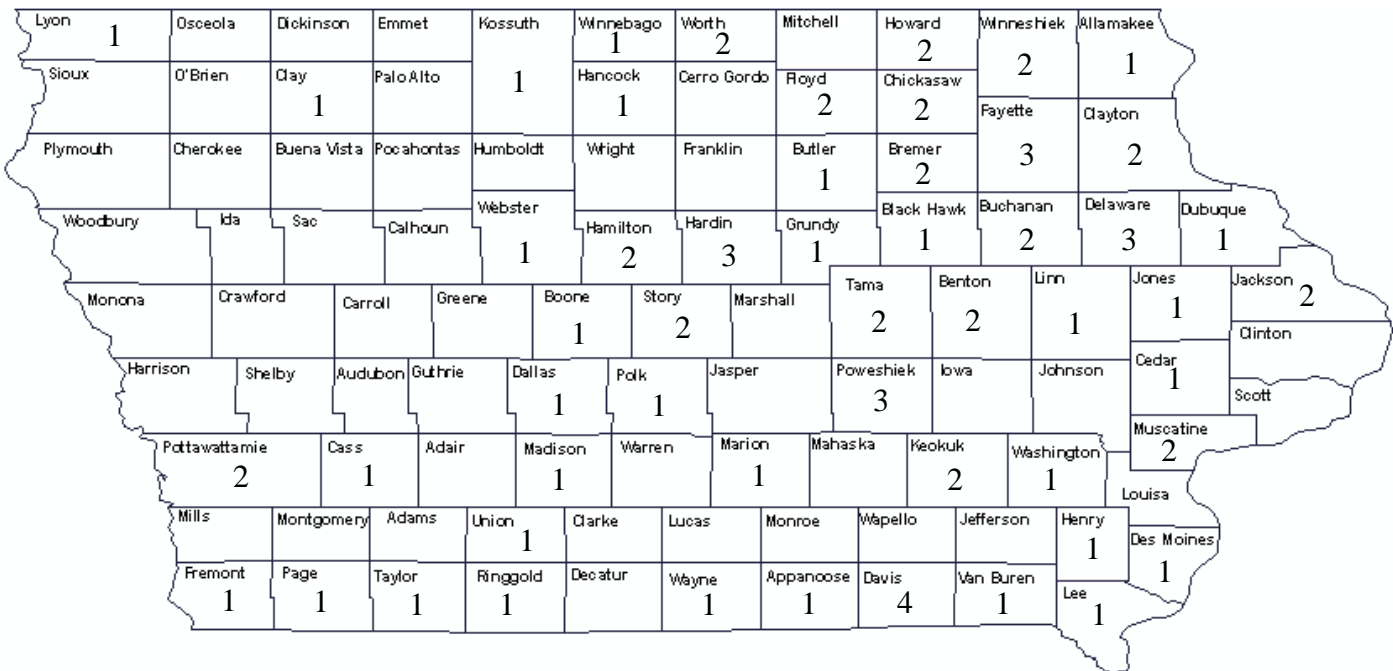 Lyon Osceola Dickinson Emmet Kossuth Winnebago Worth Mitchell Howard Winneshiek Allamakee
1 1 2 2 2 1
Sioux O'Brien Clay Palo Alto 1 Hancock Cerro Gordo Floyd Chickasaw
1 1 2 2
Fayette Clayton
3 2
Plymouth Cherokee Buena Vista Pocahontas Humboldt Wright Franklin Butler Bremer
1 2
Woodbury Ida Sac Calhoun Webster Hamilton Hardin Grundy Black Hawk Buchanan Delaware Dubuque
1 2 3 1 1 2 3 1
Monona Crawford Carroll Greene Boone Story Marshall Tama Benton Linn Jones Jackson
1 2 2 2 1 1 2
Clinton
Harrison Shelby Audubon Guthrie Dallas Polk Jasper Poweshiek Iowa Johnson Cedar
1 1 3 1
Scott
Muscatine
2
Pottawattamie Cass Adair Madison Warren Marion Mahaska Keokuk Washington
2 1 1 1 2 1
Louisa
Mills Montgomery Adams Union Clarke Lucas Monroe Wapello Jefferson Henry
1 1
Des Moines
1
Fremont Page Taylor Ringgold Decatur Wayne Appanoose Davis Van Buren Lee
1 1 1 1 1 1 4 1 1